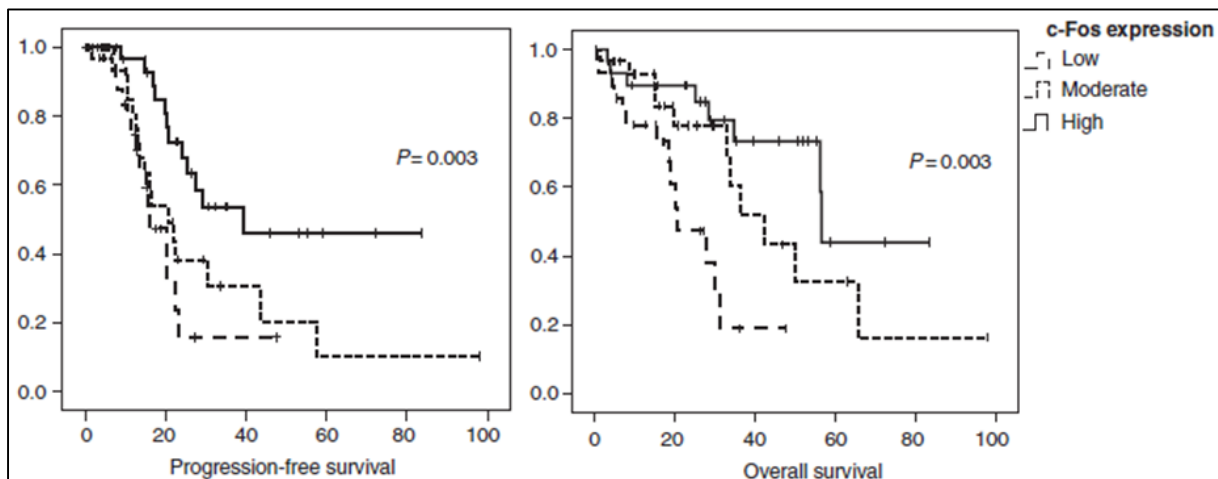 c-Fos expression
Low
Moderate
High
1.0
0.8
0.6
0.4
0.2
0.0
P = 0.003
0 20 40 60 80 100
Progression-free survival
1.0
0.8
0.6
0.4
0.2
0.0
P = 0.003
0 20 40 60 80 100
Overall survival